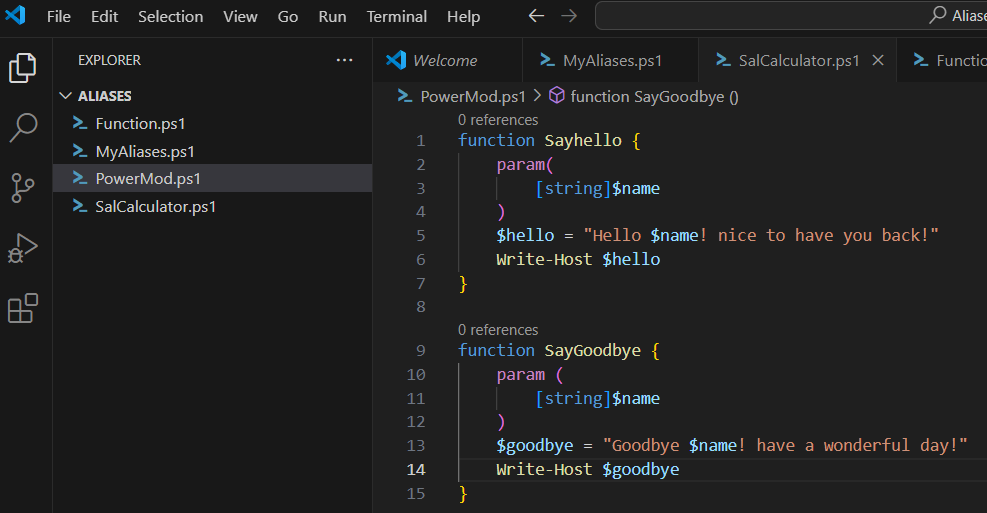 File Edit Selection View Go Run Terminal Help
EXPLORER
ALIASES
Function.ps1
MyAliases.ps1
PowerMod.ps1
SalCalculator.ps1
Welcome MyAliases.ps1 SalCalculator.ps1
PowerMod.ps1 > function SayGoodbye ()
0 references
1 function Sayhello {
2 param(
3 [string]$name
4 )
5 $hello = "Hello $name! nice to have you back!"
6 Write-Host $hello
7 }
8
0 references
9 function SayGoodbye {
10 param (
11 [string]$name
12 )
13 $goodbye = "Goodbye $name! have a wonderful day!"
14 Write-Host $goodbye
15 }